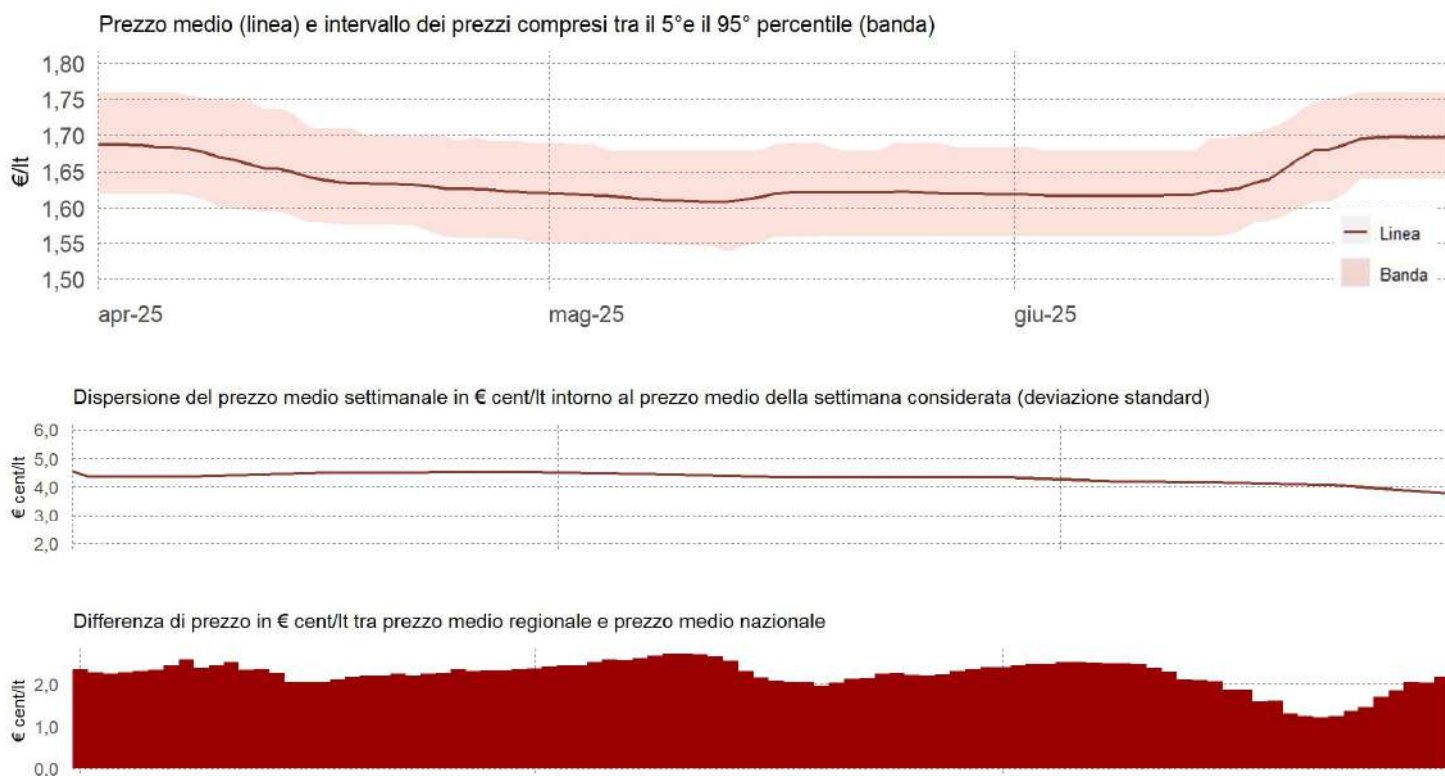 Prezzo medio (linea) e intervallo dei prezzi compresi tra il 5°e il 95° percentile (banda)
€/lt
1,80
1,75
1,70
1,65
1,60
1,55
1,50
Linea
Banda
apr-25
mag-25
giu-25
Dispersione del prezzo medio settimanale in € cent/lt intorno al prezzo medio della settimana considerata (deviazione standard)
€ cent/lt
6,0
5,0
4,0
3,0
2,0
Differenza di prezzo in € cent/lt tra prezzo medio regionale e prezzo medio nazionale
€ cent/lt
2,0
1,0
0,0